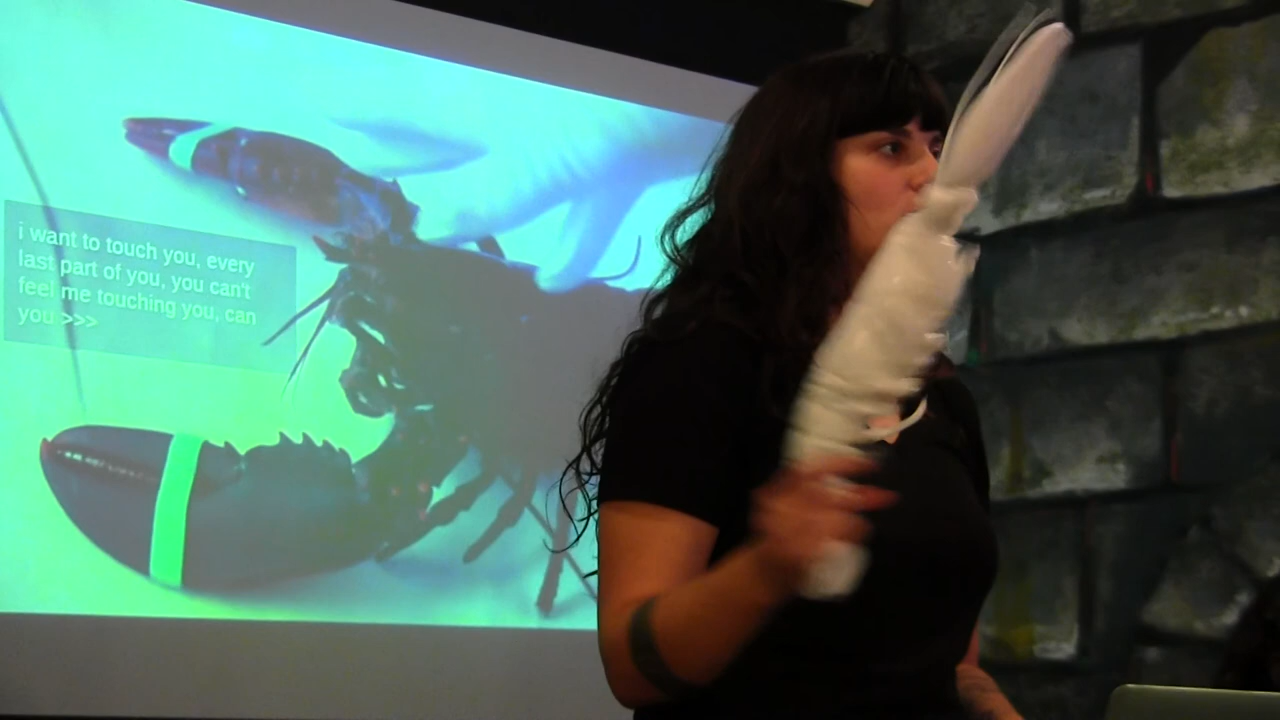 i want to touch you, every
last part of you, you can't
feel me touching you, can
you >>>